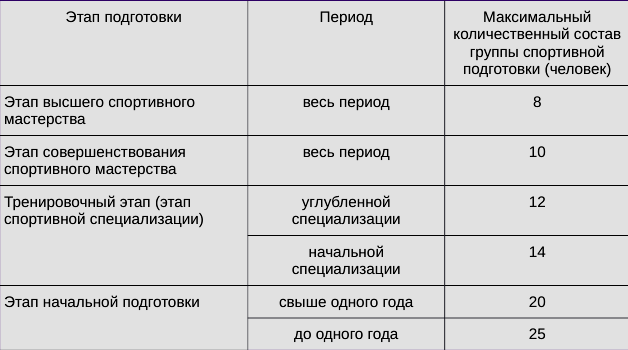 Этап подготовки
Период
Максимальный
количественный состав
группы спортивной
подготовки (человек)
Этап высшего спортивного
мастерства
весь период
8
Этап совершенствования
спортивного мастерства
весь период
10
Тренировочный этап (этап
спортивной специализации)
углубленной
специализации
12
начальной
специализации
14
Этап начальной подготовки
свыше одного года
20
до одного года
25